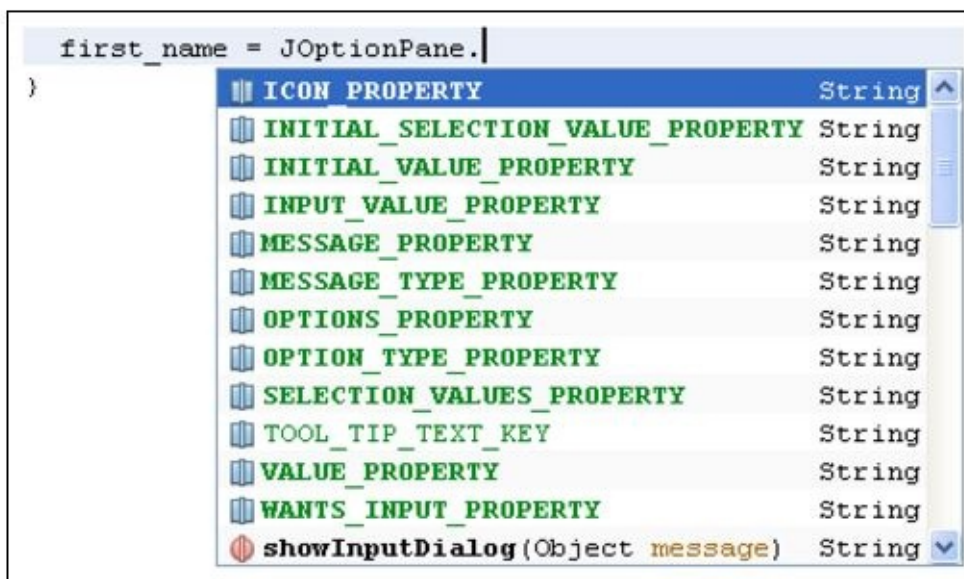 first_name = JOptionPane.
}
ICON_PROPERTY String
INITIAL_SELECTION_VALUE_PROPERTY String
INITIAL_VALUE_PROPERTY String
INPUT_VALUE_PROPERTY String
MESSAGE_PROPERTY String
MESSAGE_TYPE_PROPERTY String
OPTIONS_PROPERTY String
OPTION_TYPE_PROPERTY String
SELECTION_VALUES_PROPERTY String
TOOL_TIP_TEXT_KEY String
VALUE_PROPERTY String
WANTS_INPUT_PROPERTY String
showInputDialog(Object message) String